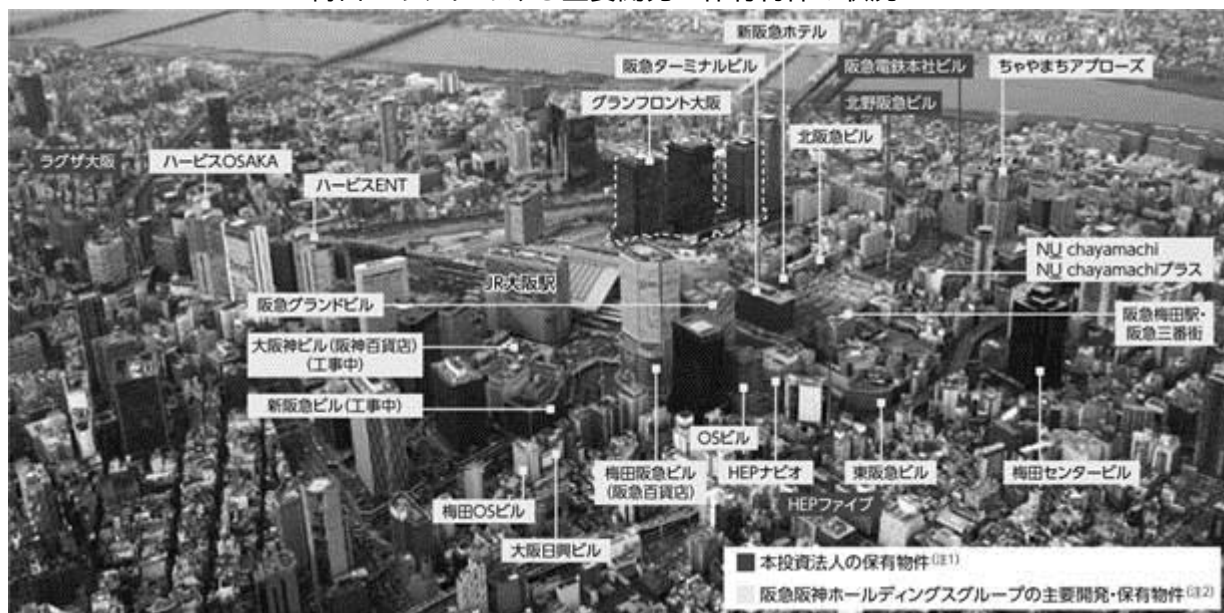 新阪急ホテル
阪急ターミナルビル
阪急電鉄本社ビル
ちゃやまちアプローズ
グランフロント大阪
北野阪急ビル
北阪急ビル
ラグザ大阪
ハービスOSAKA
ハービスENT
NU chayamachi
NU chayamachiプラス
JR大阪駅
阪急グランドビル
阪急梅田駅・
阪急三番街
大阪神ビル(阪神百貨店)
(工事中)
新阪急ビル(工事中)
OSビル
梅田阪急ビル
(阪急百貨店)
HEPナビオ
東阪急ビル
梅田センタービル
HEPファイブ
梅田OSビル
大阪日興ビル
本投資法人の保有物件(注1)
阪急阪神ホールディングスグループの主要開発・保有物件(注2)